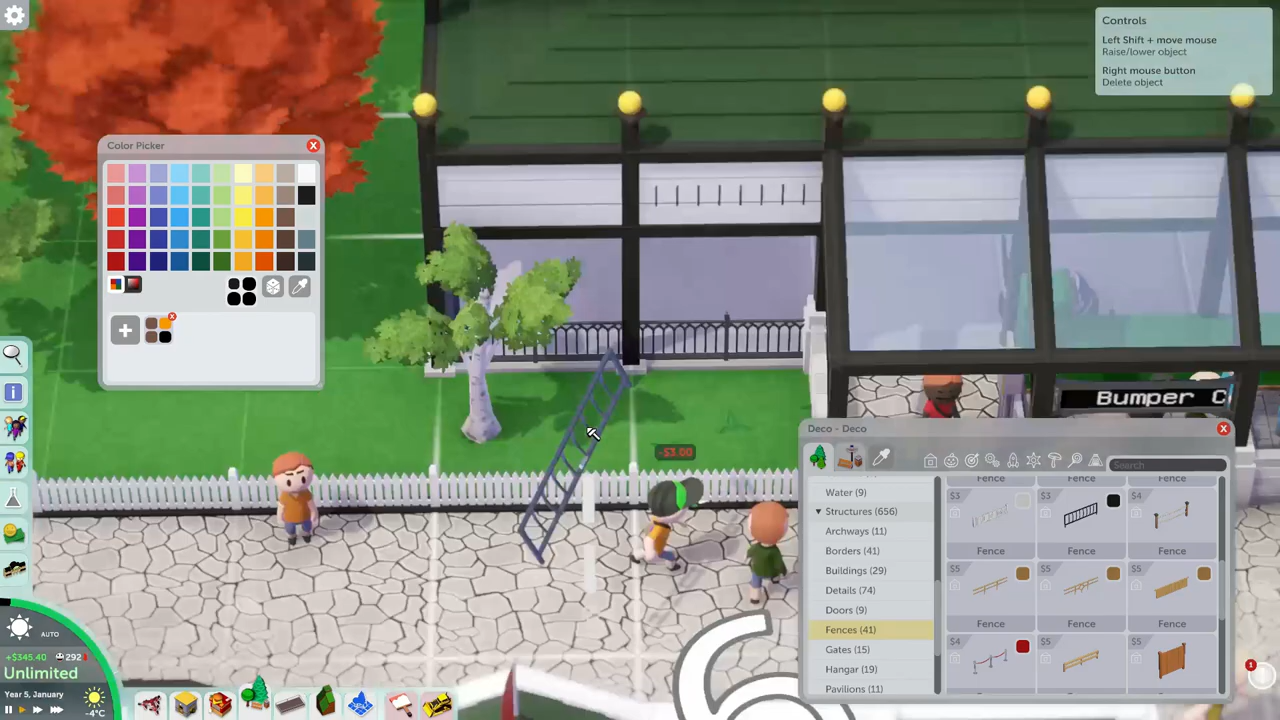 Controls
Left Shift + move mouse
Raise/lower object
Right mouse button
Delete object
Color Picker
X
+
x
-$3.00
Bumper C
6
Deco - Deco
X
Search
Water (9)
▼ Structures (656)
Archways (11)
Borders (41)
Buildings (29)
Details (74)
Doors (9)
Fences (41)
Gates (15)
Hangar (19)
Pavilions (11)
Fence Fence Fence
$3 $3 $4
Fence Fence Fence
$5 $5 $5
Fence Fence Fence
$4 $5 $5
i
AUTO
+$345.40 292
Unlimited
Year 5, January
-4°C
1